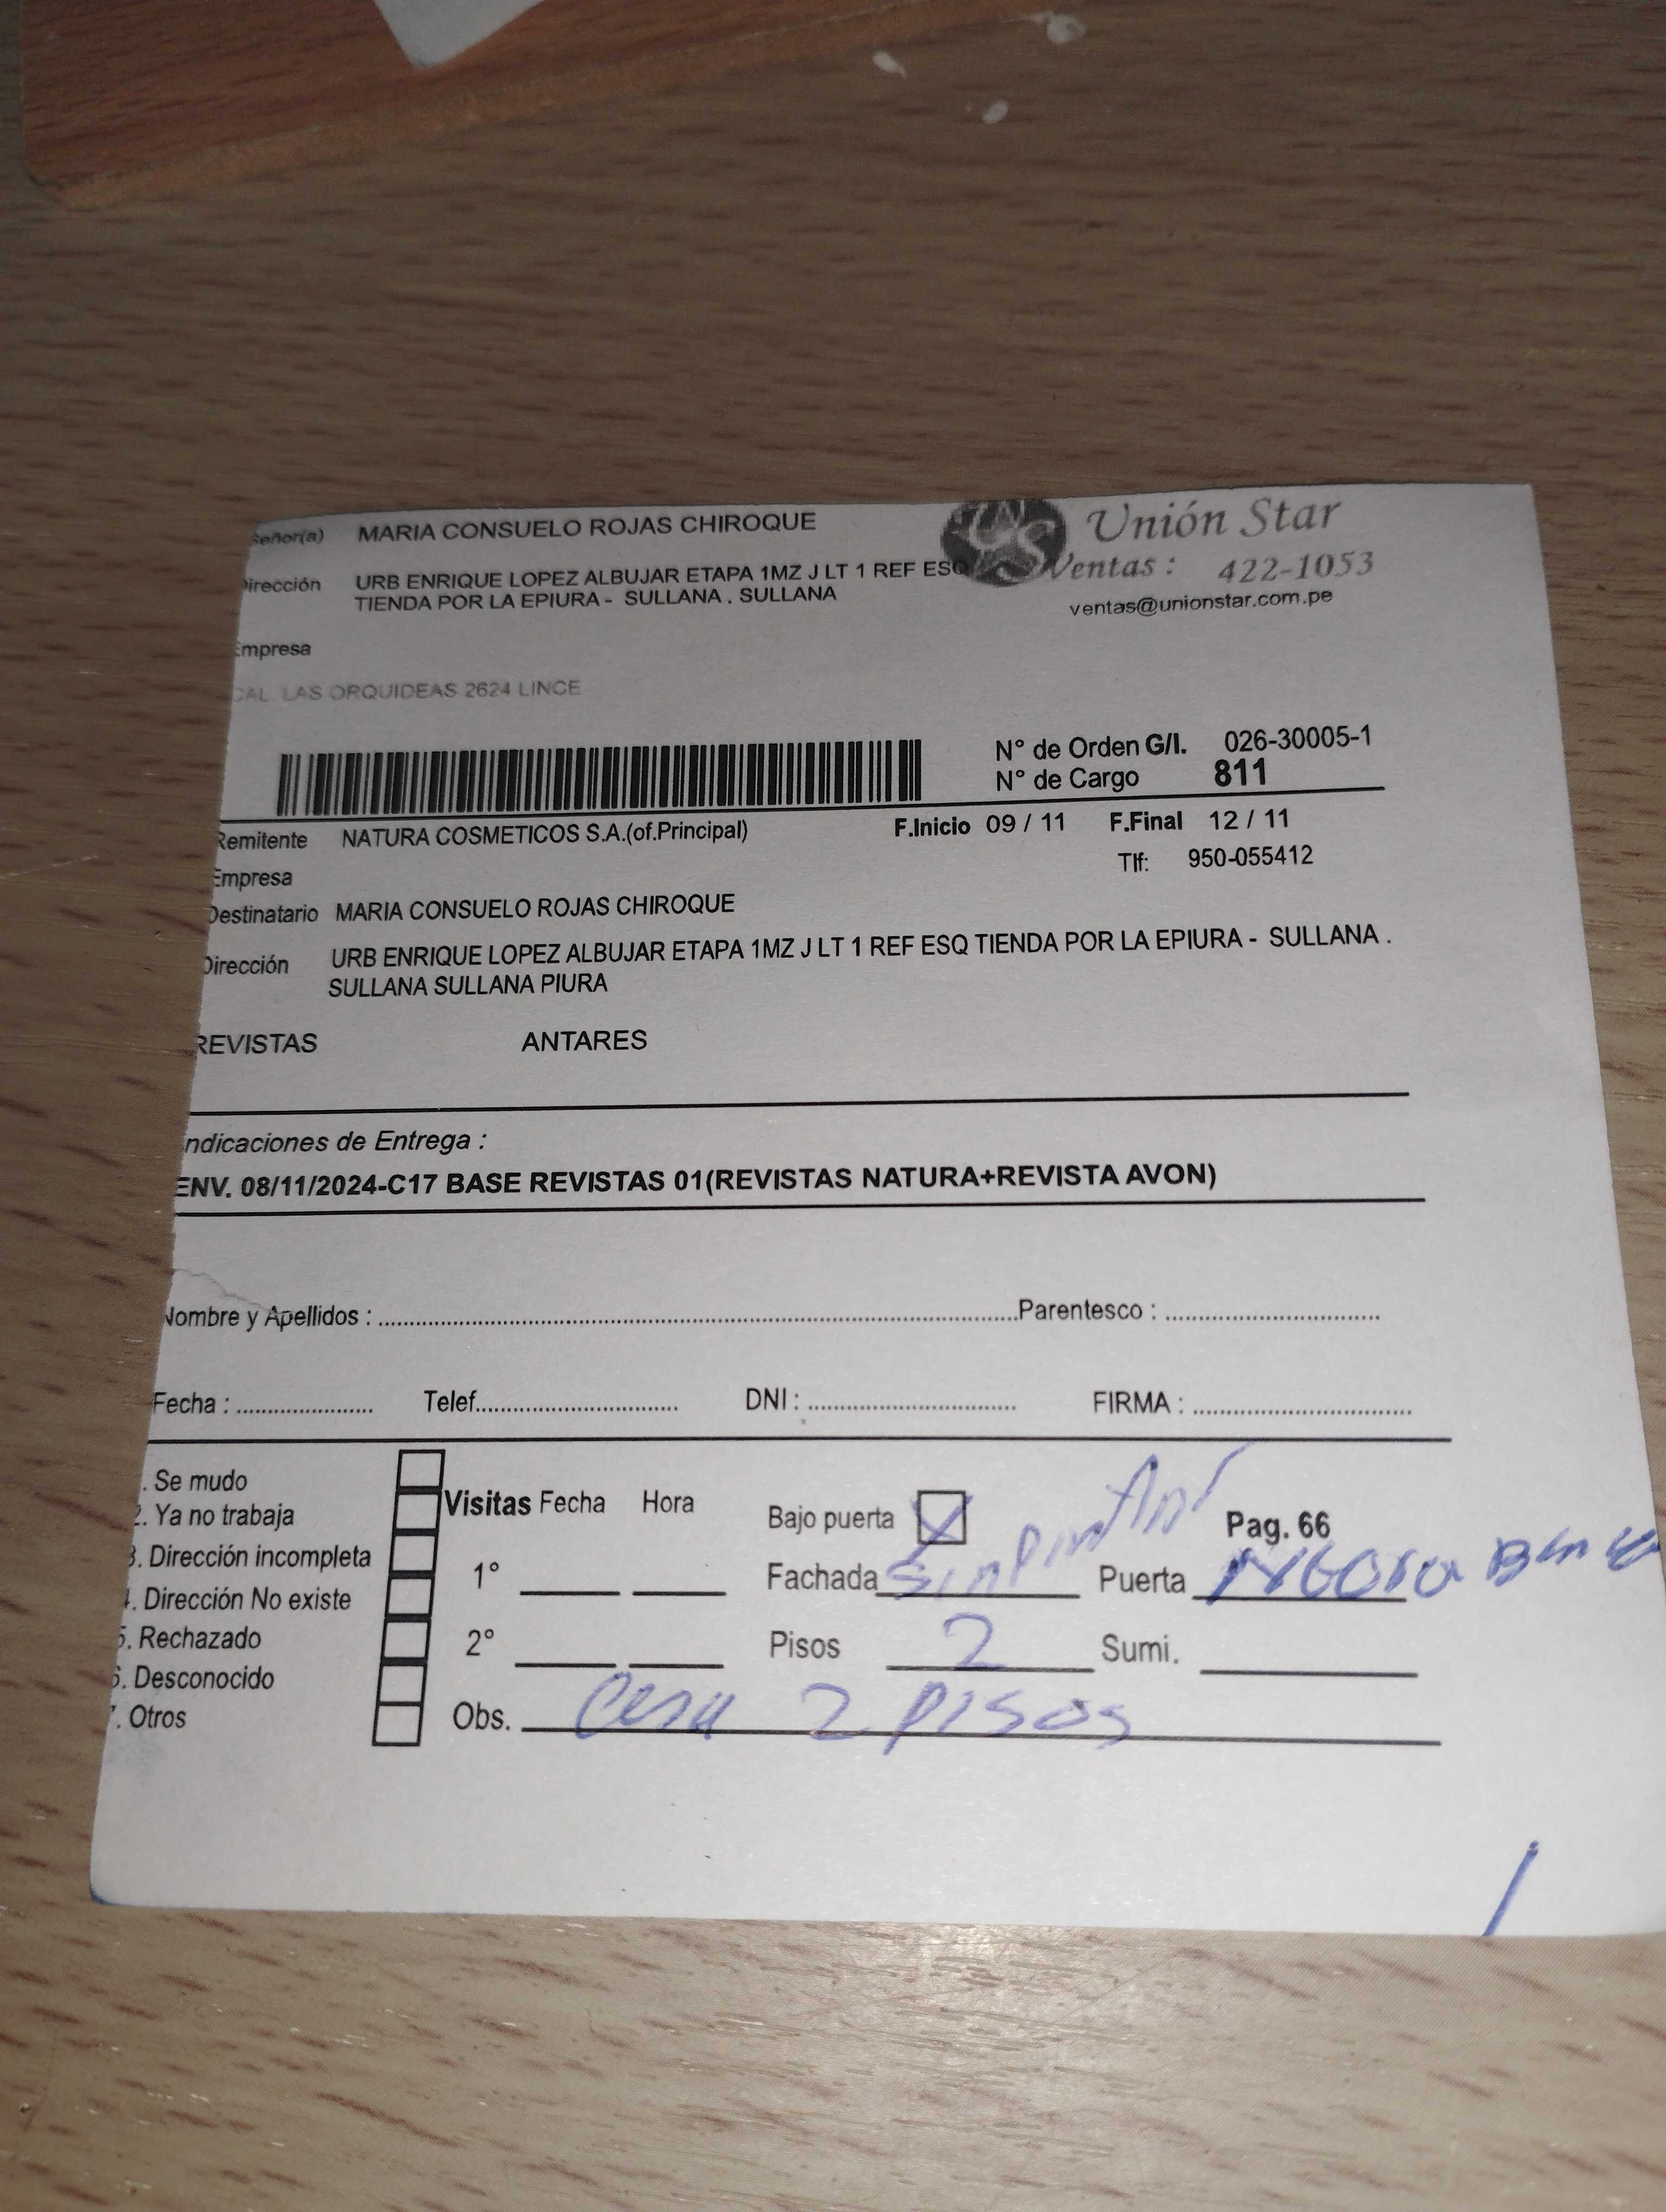 Señor(a) MARIA CONSUELO ROJAS CHIROQUE
Unión Star
Dirección URB ENRIQUE LOPEZ ALBUJAR ETAPA 1MZ J LT 1 REF ESQ
TIENDA POR LA EPIURA - SULLANA . SULLANA
Ventas : 422-1053
ventas@unionstar.com.pe
Empresa
CAL LAS ORQUIDEAS 2624 LINCE
N° de Orden G/I. 026-30005-1
N° de Cargo 811
Remitente NATURA COSMETICOS S.A.(of.Principal) F.Inicio 09 / 11 F.Final 12 / 11
Empresa Tlf: 950-055412
Destinatario MARIA CONSUELO ROJAS CHIROQUE
Dirección URB ENRIQUE LOPEZ ALBUJAR ETAPA 1MZ J LT 1 REF ESQ TIENDA POR LA EPIURA - SULLANA .
SULLANA SULLANA PIURA
REVISTAS ANTARES
Indicaciones de Entrega :
ENV. 08/11/2024-C17 BASE REVISTAS 01(REVISTAS NATURA+REVISTA AVON)
Nombre y Apellidos : Parentesco :
Fecha : Telef. DNI : FIRMA :
. Se mudo
2. Ya no trabaja
3. Dirección incompleta
4. Dirección No existe
5. Rechazado
6. Desconocido
7. Otros
Visitas Fecha Hora
1°
2°
Bajo puerta X Pag. 66
Fachada sin Puerta
Pisos 2 Sumi.
Obs. Casa 2 pisos